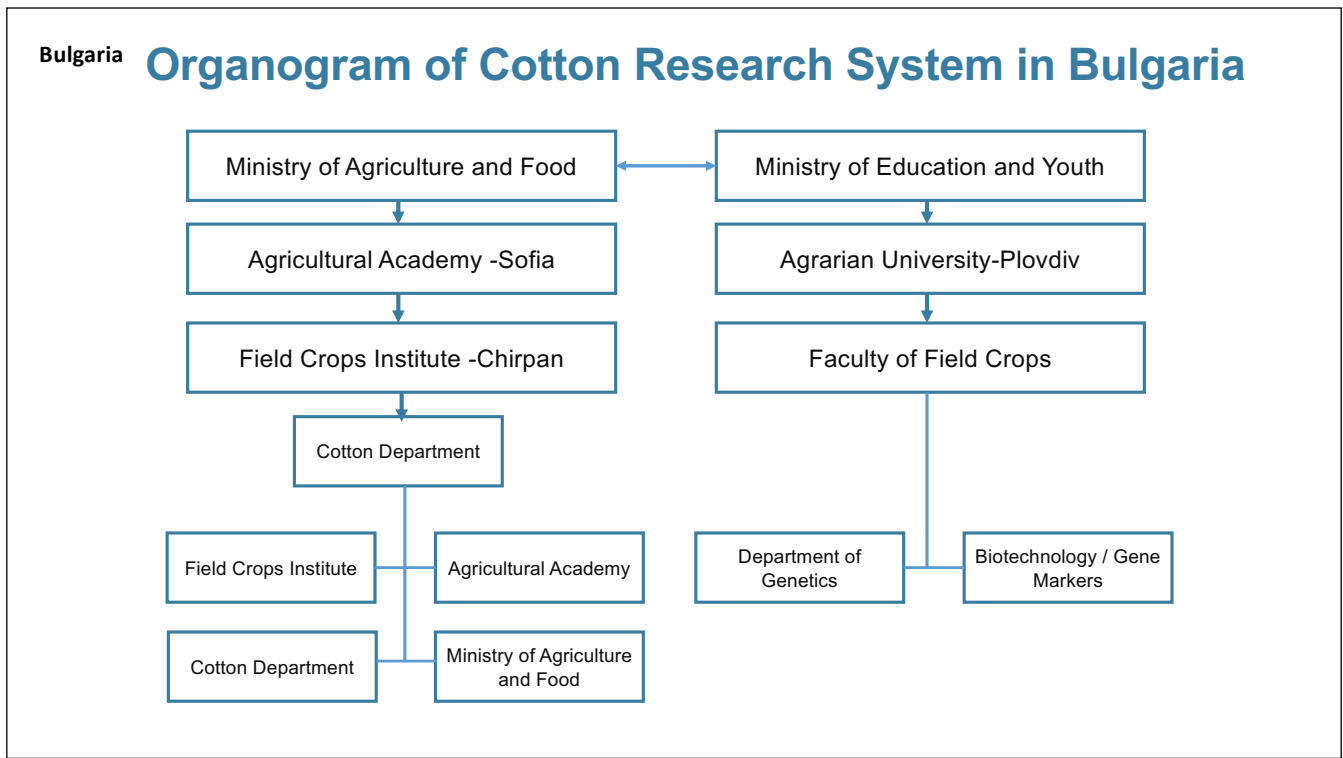 Bulgaria
Organogram of Cotton Research System in Bulgaria
Ministry of Agriculture and Food
Ministry of Education and Youth
Agricultural Academy -Sofia
Agrarian University-Plovdiv
Field Crops Institute -Chirpan
Faculty of Field Crops
Cotton Department
Field Crops Institute
Agricultural Academy
Department of
Genetics
Biotechnology / Gene
Markers
Cotton Department
Ministry of Agriculture
and Food